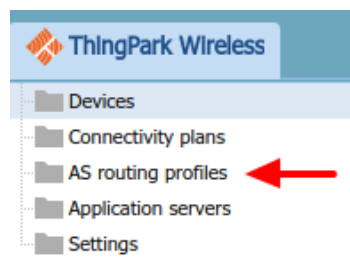 ThingPark Wireless
Devices
Connectivity plans
AS routing profiles
Application servers
Settings